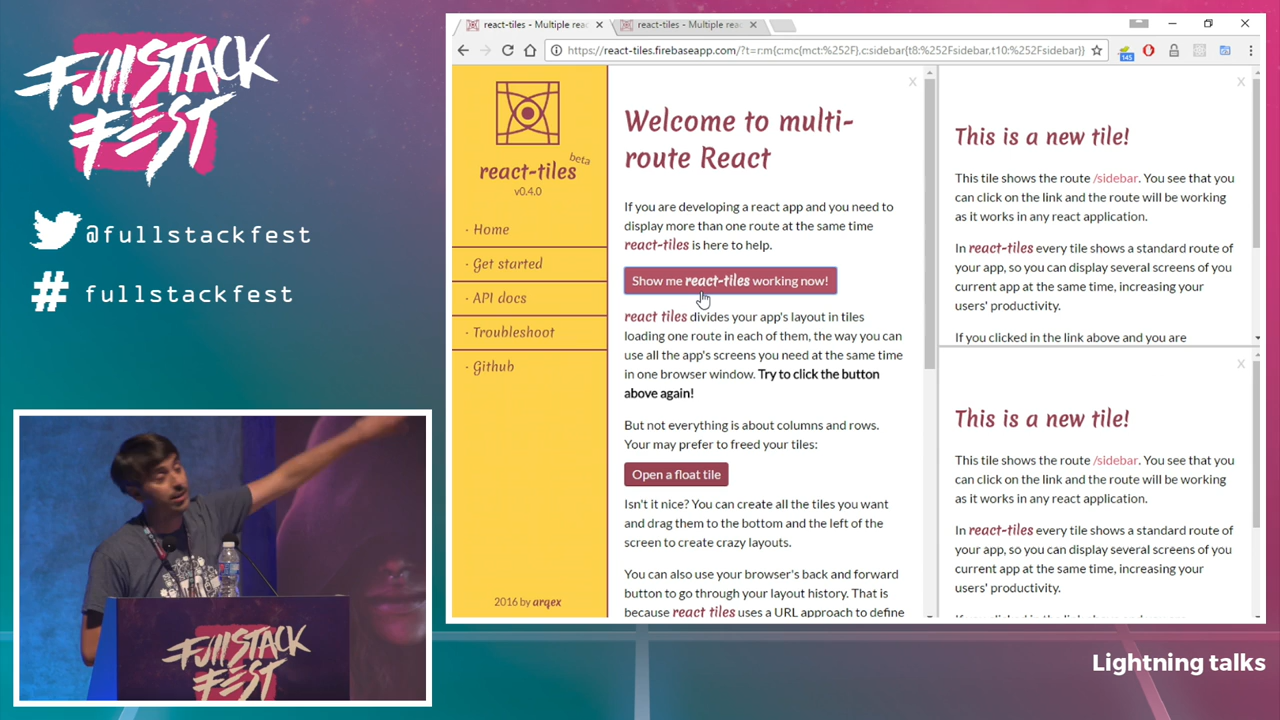 FullSTACK
FEST
@fullstackfest
# fullstackfest
react-tiles - Multiple rea
react-tiles - Multiple rea
https://react-tiles.firebaseapp.com/?t=r:m{c:mc{mct:%252F},c:sidebar{t8:%252Fsidebar,t10:%252Fsidebar}}
145
react-tiles beta
v0.4.0
· Home
· Get started
· API docs
· Troubleshoot
· Github
2016 by arqex
X
Welcome to multi-
route React
If you are developing a react app and you need to
display more than one route at the same time
react-tiles is here to help.
Show me react-tiles working now!
react tiles divides your app's layout in tiles
loading one route in each of them, the way you can
use all the app's screens you need at the same time
in one browser window. Try to click the button
above again!
But not everything is about columns and rows.
Your may prefer to freed your tiles:
Open a float tile
Isn't it nice? You can create all the tiles you want
and drag them to the bottom and the left of the
screen to create crazy layouts.
You can also use your browser's back and forward
button to go through your layout history. That is
because react tiles uses a URL approach to define
X
This is a new tile!
This tile shows the route /sidebar. You see that you
can click on the link and the route will be working
as it works in any react application.
In react-tiles every tile shows a standard route of
your app, so you can display several screens of you
current app at the same time, increasing your
users' productivity.
If you clicked in the link above and you are
X
This is a new tile!
This tile shows the route /sidebar. You see that you
can click on the link and the route will be working
as it works in any react application.
In react-tiles every tile shows a standard route of
your app, so you can display several screens of you
current app at the same time, increasing your
users' productivity.
FullSTACK
FEST
Lightning talks